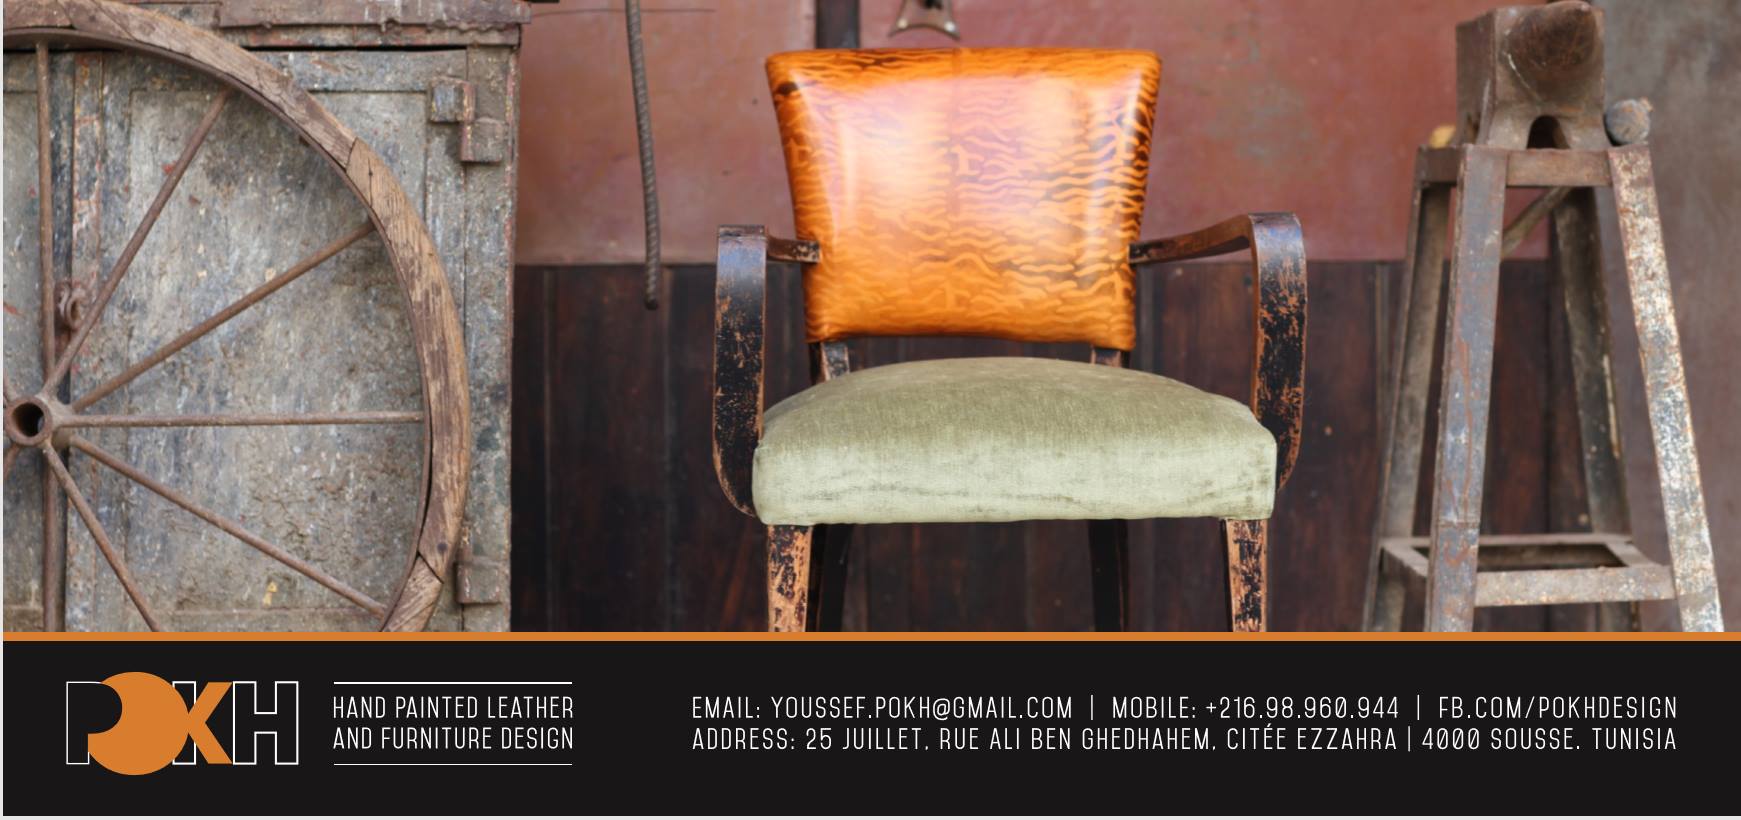 POKH
HAND PAINTED LEATHER
AND FURNITURE DESIGN
EMAIL: YOUSSEF.POKH@GMAIL.COM | MOBILE: +216.98.960.944 | FB.COM/POKHDESIGN
ADDRESS: 25 JUILLET, RUE ALI BEN GHEDHAHEM, CITÉE EZZAHRA | 4000 SOUSSE. TUNISIA